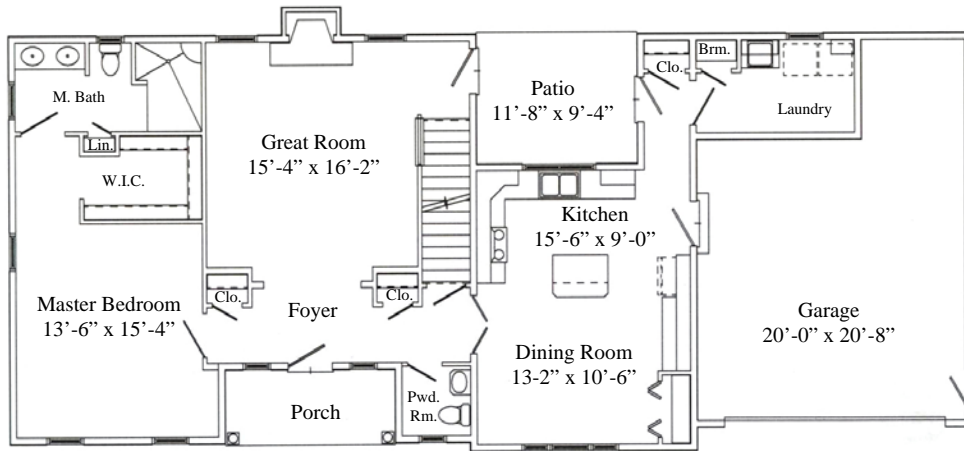 M. Bath
Lin.
W.I.C.
Master Bedroom
13’-6” x 15’-4”
Great Room
15’-4” x 16’-2”
Clo.
Foyer
Clo.
Porch
Pwd.
Rm.
Patio
11’-8” x 9’-4”
Clo.
Brm.
Laundry
Kitchen
15’-6” x 9’-0”
Dining Room
13-2” x 10’-6”
Garage
20’-0” x 20’-8”